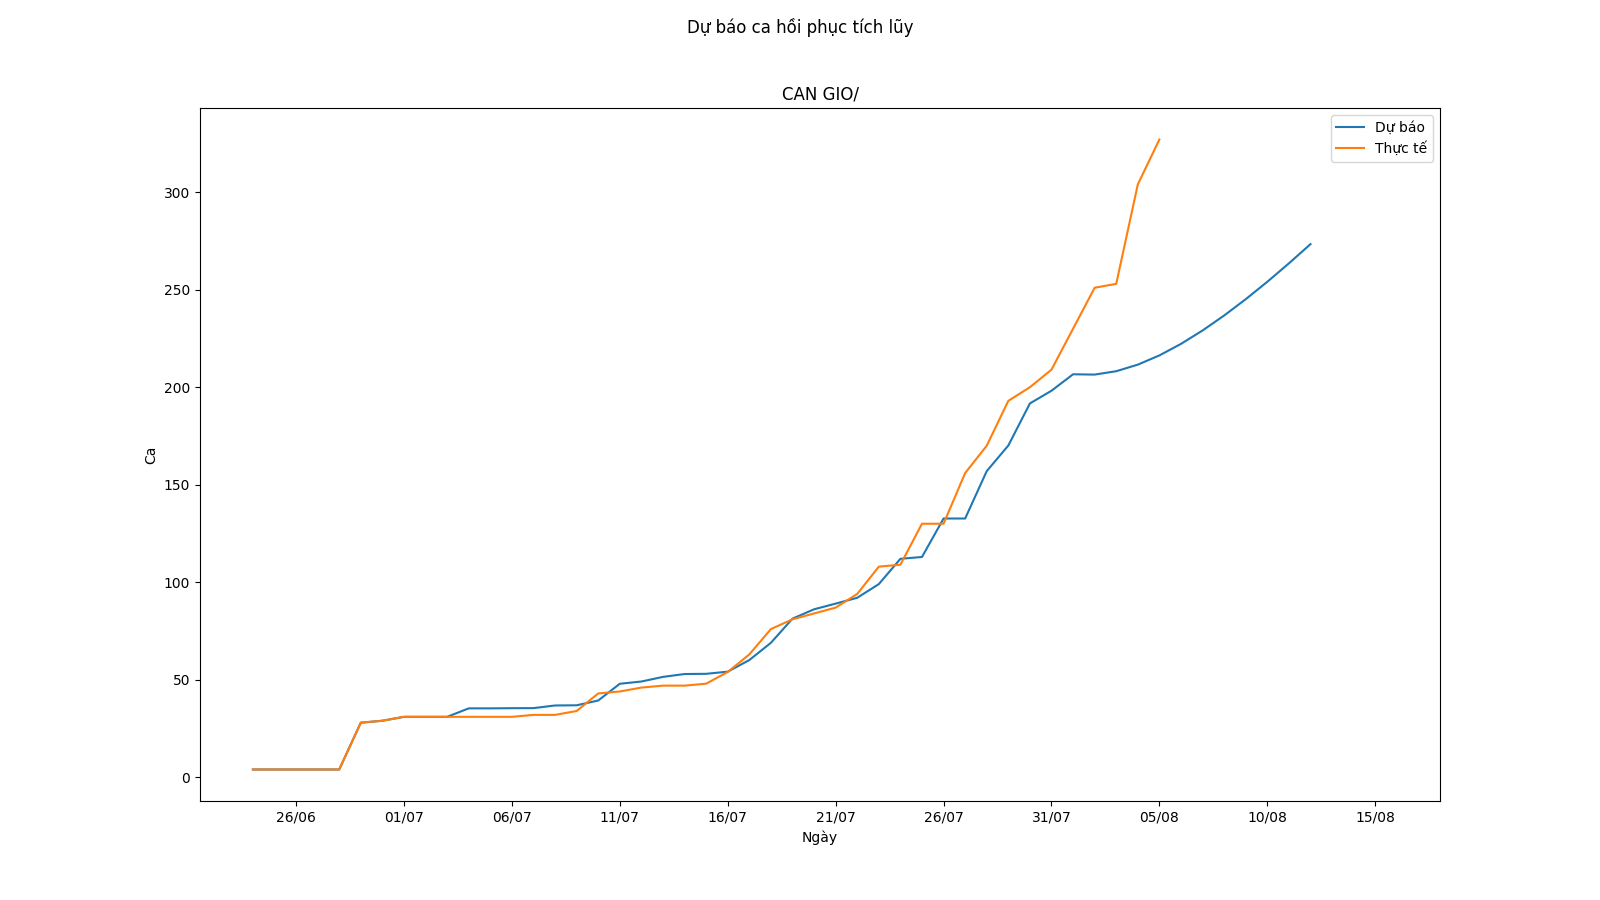 Dự báo ca hồi phục tích lũy
CAN GIO/
Dự báo
Thực tế
300
250
200
150
100
50
0
Ca
26/06 01/07 06/07 11/07 16/07 21/07 26/07 31/07 05/08 10/08 15/08
Ngày